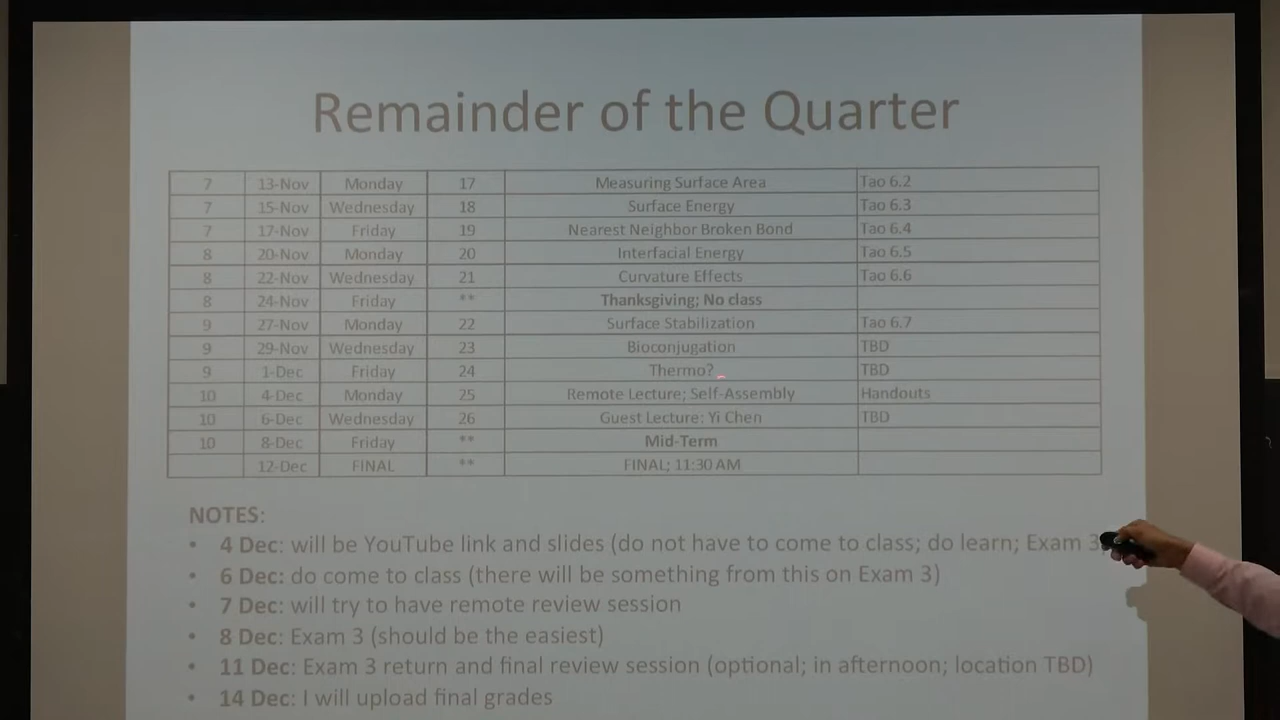 Remainder of the Quarter
7 13-Nov Monday 17 Measuring Surface Area Tao 6.2
7 15-Nov Wednesday 18 Surface Energy Tao 6.3
7 17-Nov Friday 19 Nearest Neighbor Broken Bond Tao 6.4
8 20-Nov Monday 20 Interfacial Energy Tao 6.5
8 22-Nov Wednesday 21 Curvature Effects Tao 6.6
8 24-Nov Friday ** Thanksgiving; No class
9 27-Nov Monday 22 Surface Stabilization Tao 6.7
9 29-Nov Wednesday 23 Bioconjugation TBD
9 1-Dec Friday 24 Thermo? TBD
10 4-Dec Monday 25 Remote Lecture; Self-Assembly Handouts
10 6-Dec Wednesday 26 Guest Lecture: Yi Chen TBD
10 8-Dec Friday ** Mid-Term
12-Dec FINAL ** FINAL; 11:30 AM
NOTES:
• 4 Dec: will be YouTube link and slides (do not have to come to class; do learn; Exam 3
• 6 Dec: do come to class (there will be something from this on Exam 3)
• 7 Dec: will try to have remote review session
• 8 Dec: Exam 3 (should be the easiest)
• 11 Dec: Exam 3 return and final review session (optional; in afternoon; location TBD)
• 14 Dec: I will upload final grades